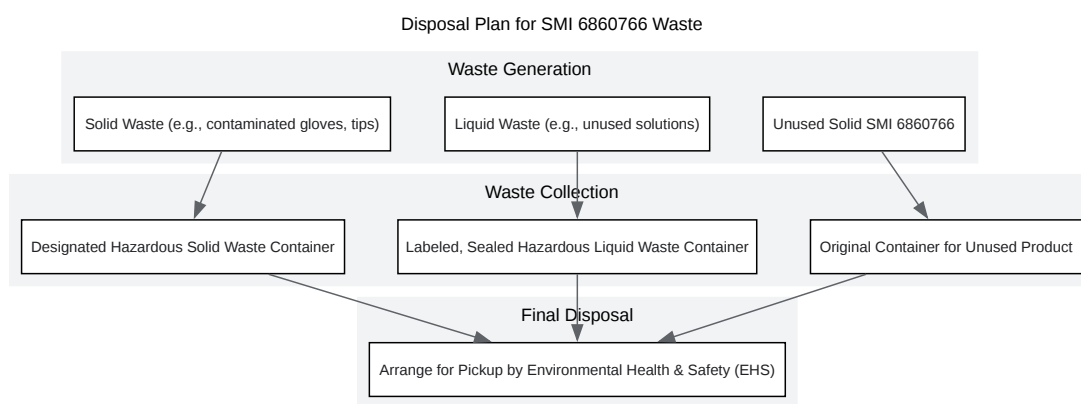 Disposal Plan for SMI 6860766 Waste
Waste Generation
Solid Waste (e.g., contaminated gloves, tips)
Liquid Waste (e.g., unused solutions)
Unused Solid SMI 6860766
Waste Collection
Designated Hazardous Solid Waste Container
Labeled, Sealed Hazardous Liquid Waste Container
Original Container for Unused Product
Final Disposal
Arrange for Pickup by Environmental Health & Safety (EHS)